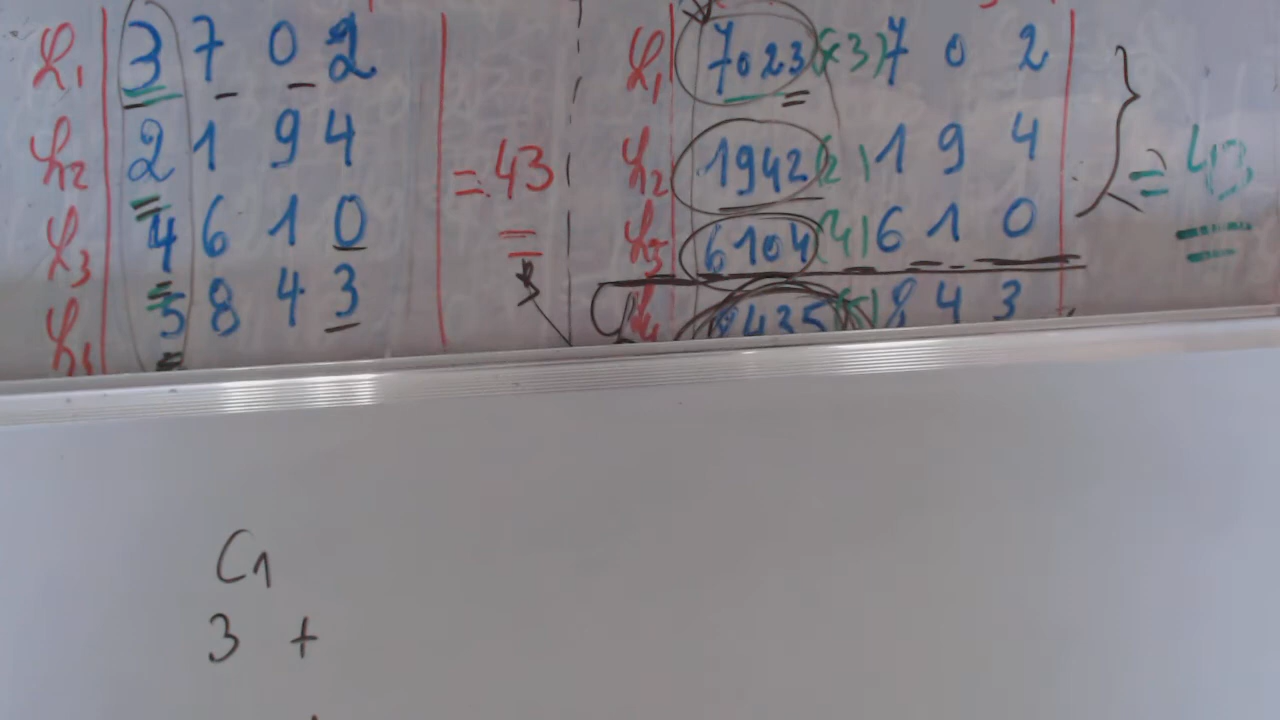 L1 | 3 7 0 2 |
L2 | 2 1 9 4 | = 43
L3 | 4 6 1 0 |
L4 | 5 8 4 3 |
L1 | 7023 (3) 7 0 2 |
L2 | 1942 (2) 1 9 4 | } = 43
L3 | 6104 (4) 6 1 0 |
L4 | 8435 (5) 8 4 3 |
C1
3 +